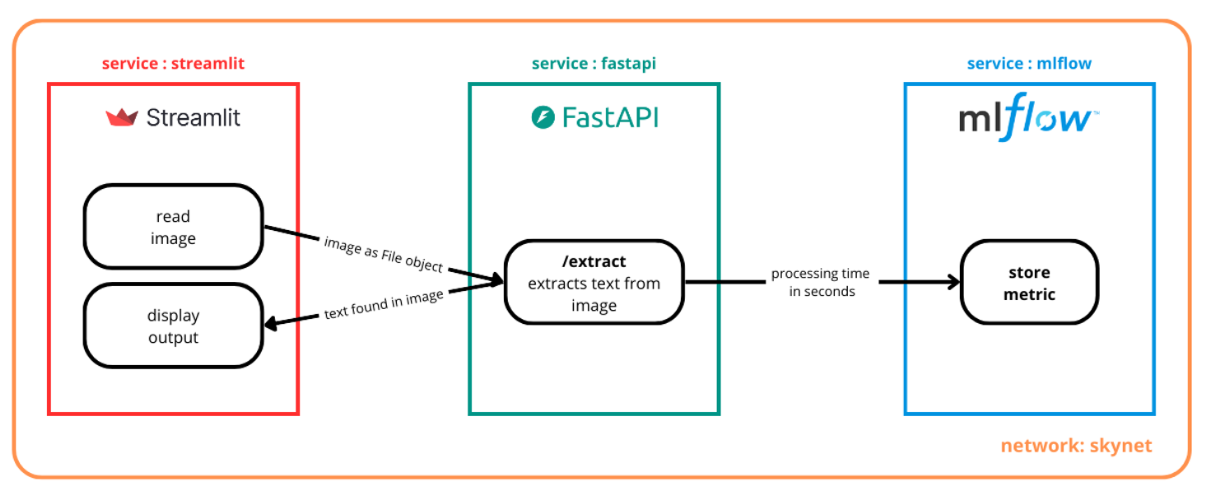 service : streamlit
Streamlit
read
image
display
output
image as File object
text found in image
service : fastapi
FastAPI
/extract
extracts text from
image
processing time
in seconds
service : mlflow
mlflow™
store
metric
network: skynet